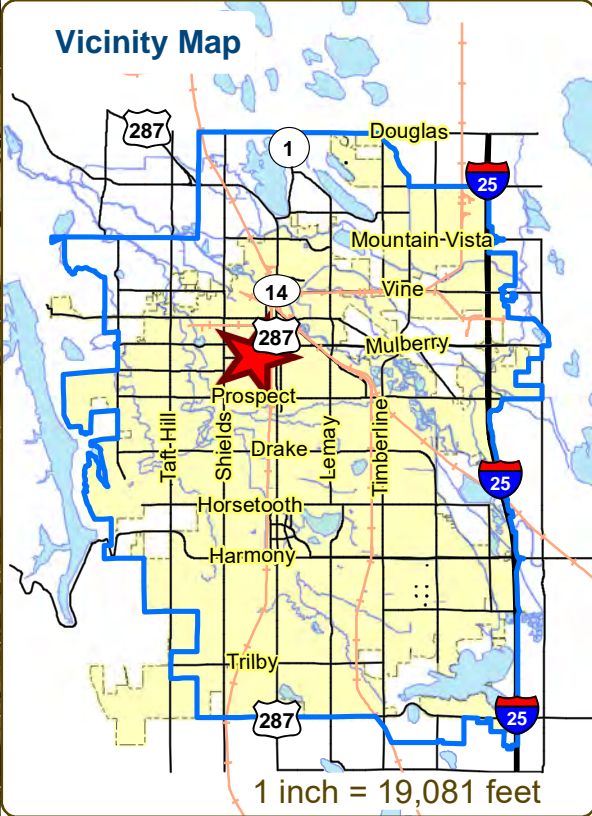 Vicinity Map
287
1
Douglas
25
Mountain-Vista
14
Vine
287
Mulberry
Prospect
Taft-Hill
Shields
Lemay
Timberline
Drake
25
Horsetooth
Harmony
Trilby
287
25
1 inch = 19,081 feet